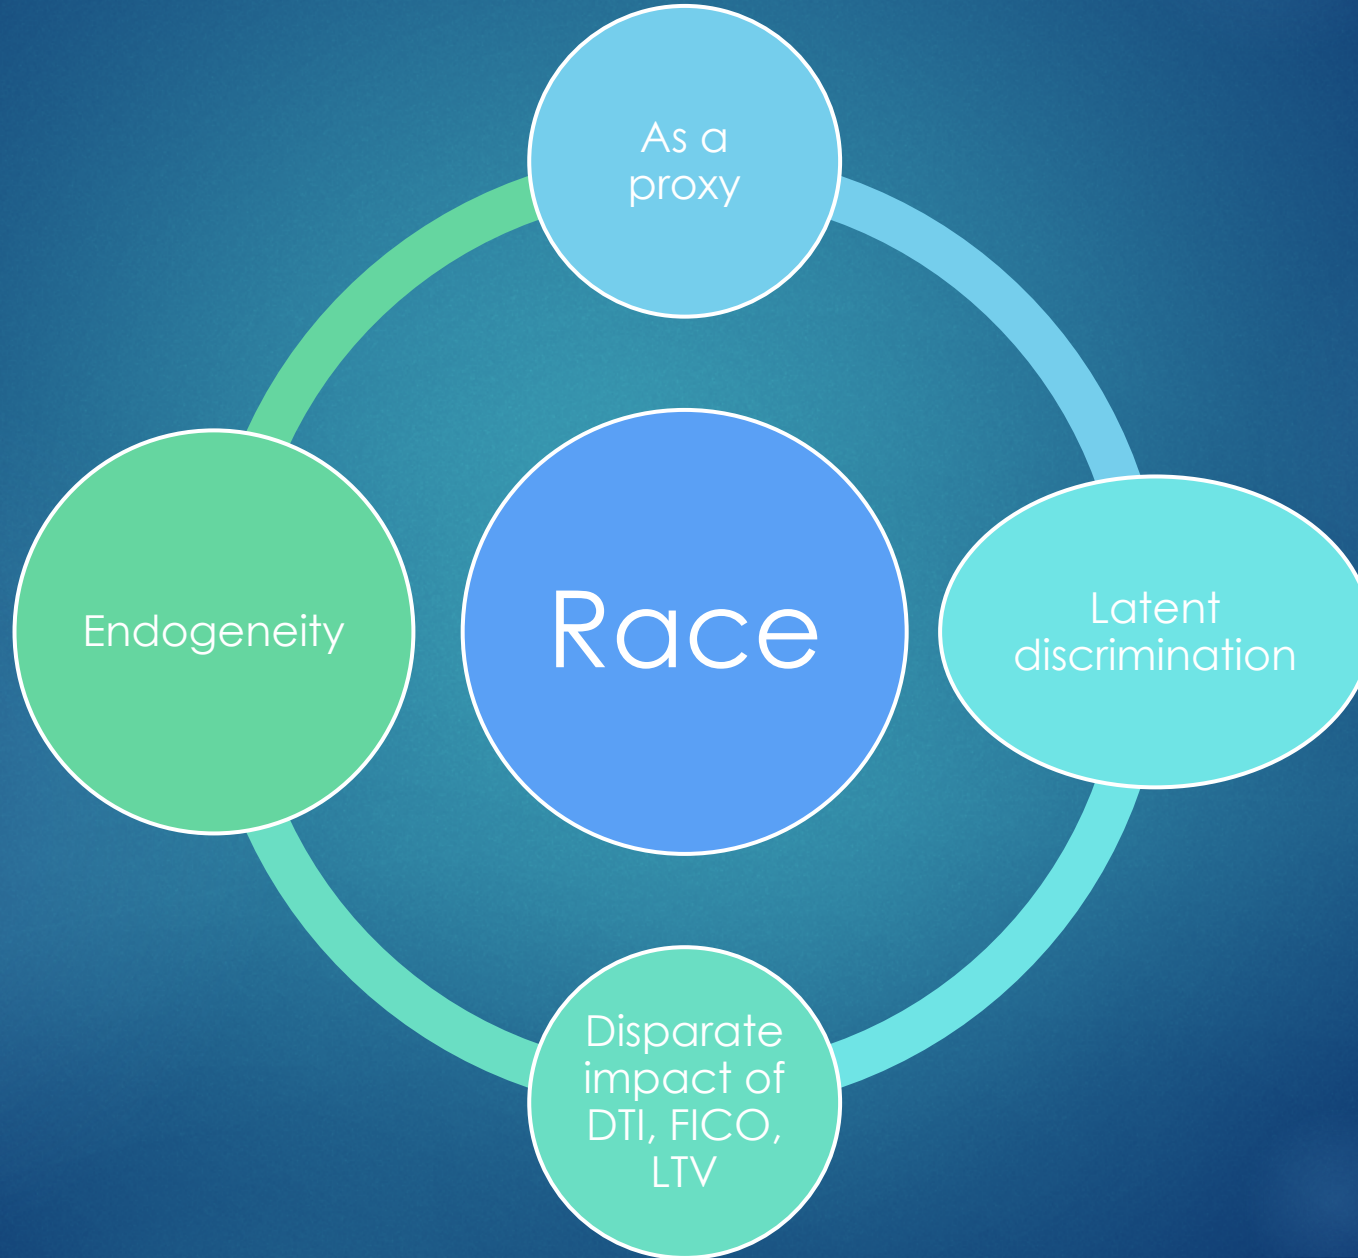 As a
proxy
Endogeneity
Race
Latent
discrimination
Disparate
impact of
DTI, FICO,
LTV